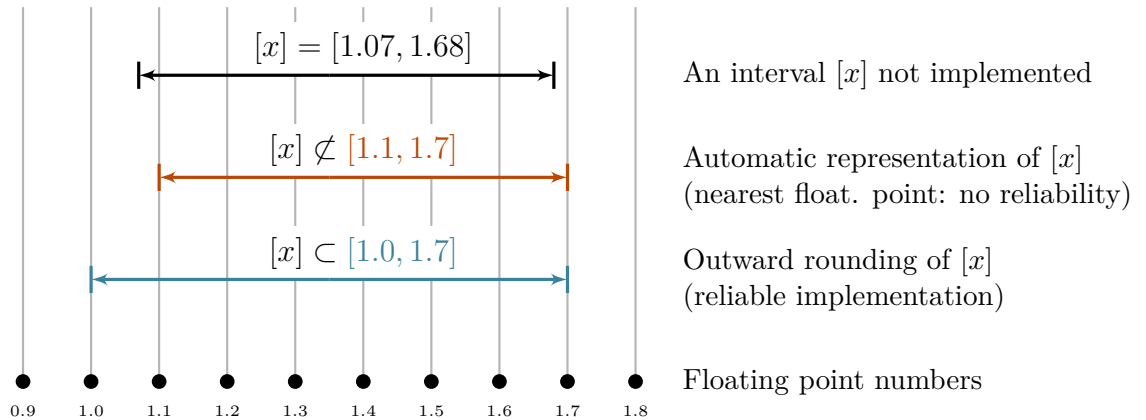 [x] = [1.07, 1.68]
An interval [x] not implemented
[x] ⊄ [1.1, 1.7]
Automatic representation of [x]
(nearest float. point: no reliability)
[x] ⊂ [1.0, 1.7]
Outward rounding of [x]
(reliable implementation)
Floating point numbers
0.9 1.0 1.1 1.2 1.3 1.4 1.5 1.6 1.7 1.8